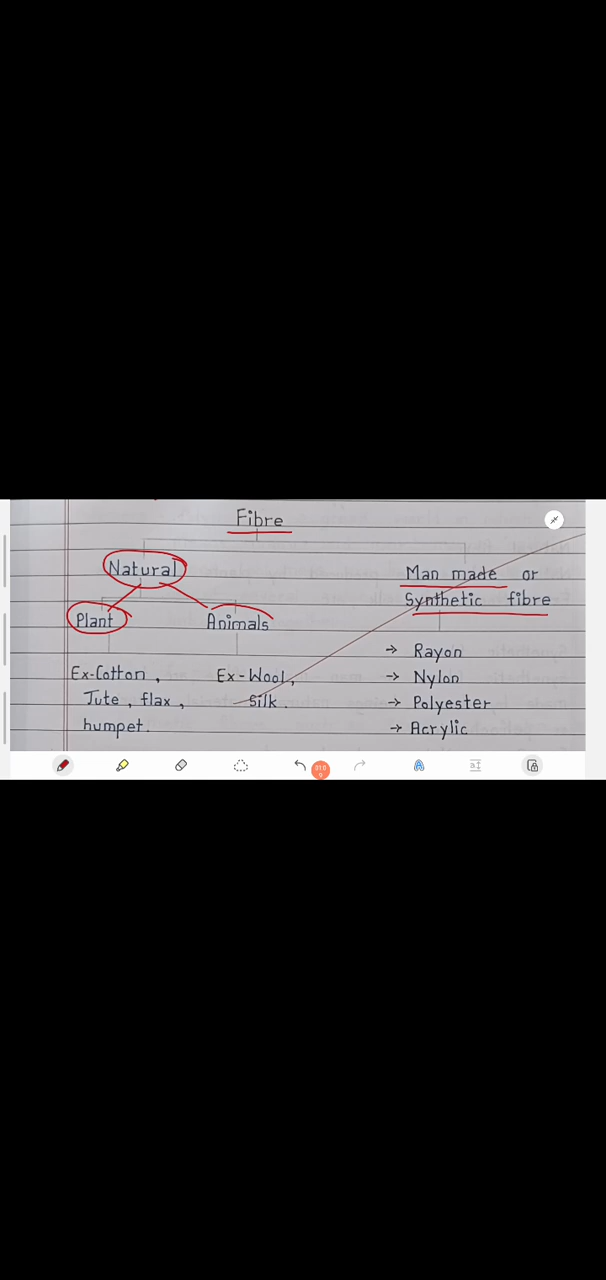 Fibre
Natural
Man made or
Synthetic fibre
Plant
Animals
Ex-Cotton,
Jute, flax,
humpet.
Ex-Wool,
Silk.
→ Rayon
→ Nylon
→ Polyester
→ Acrylic